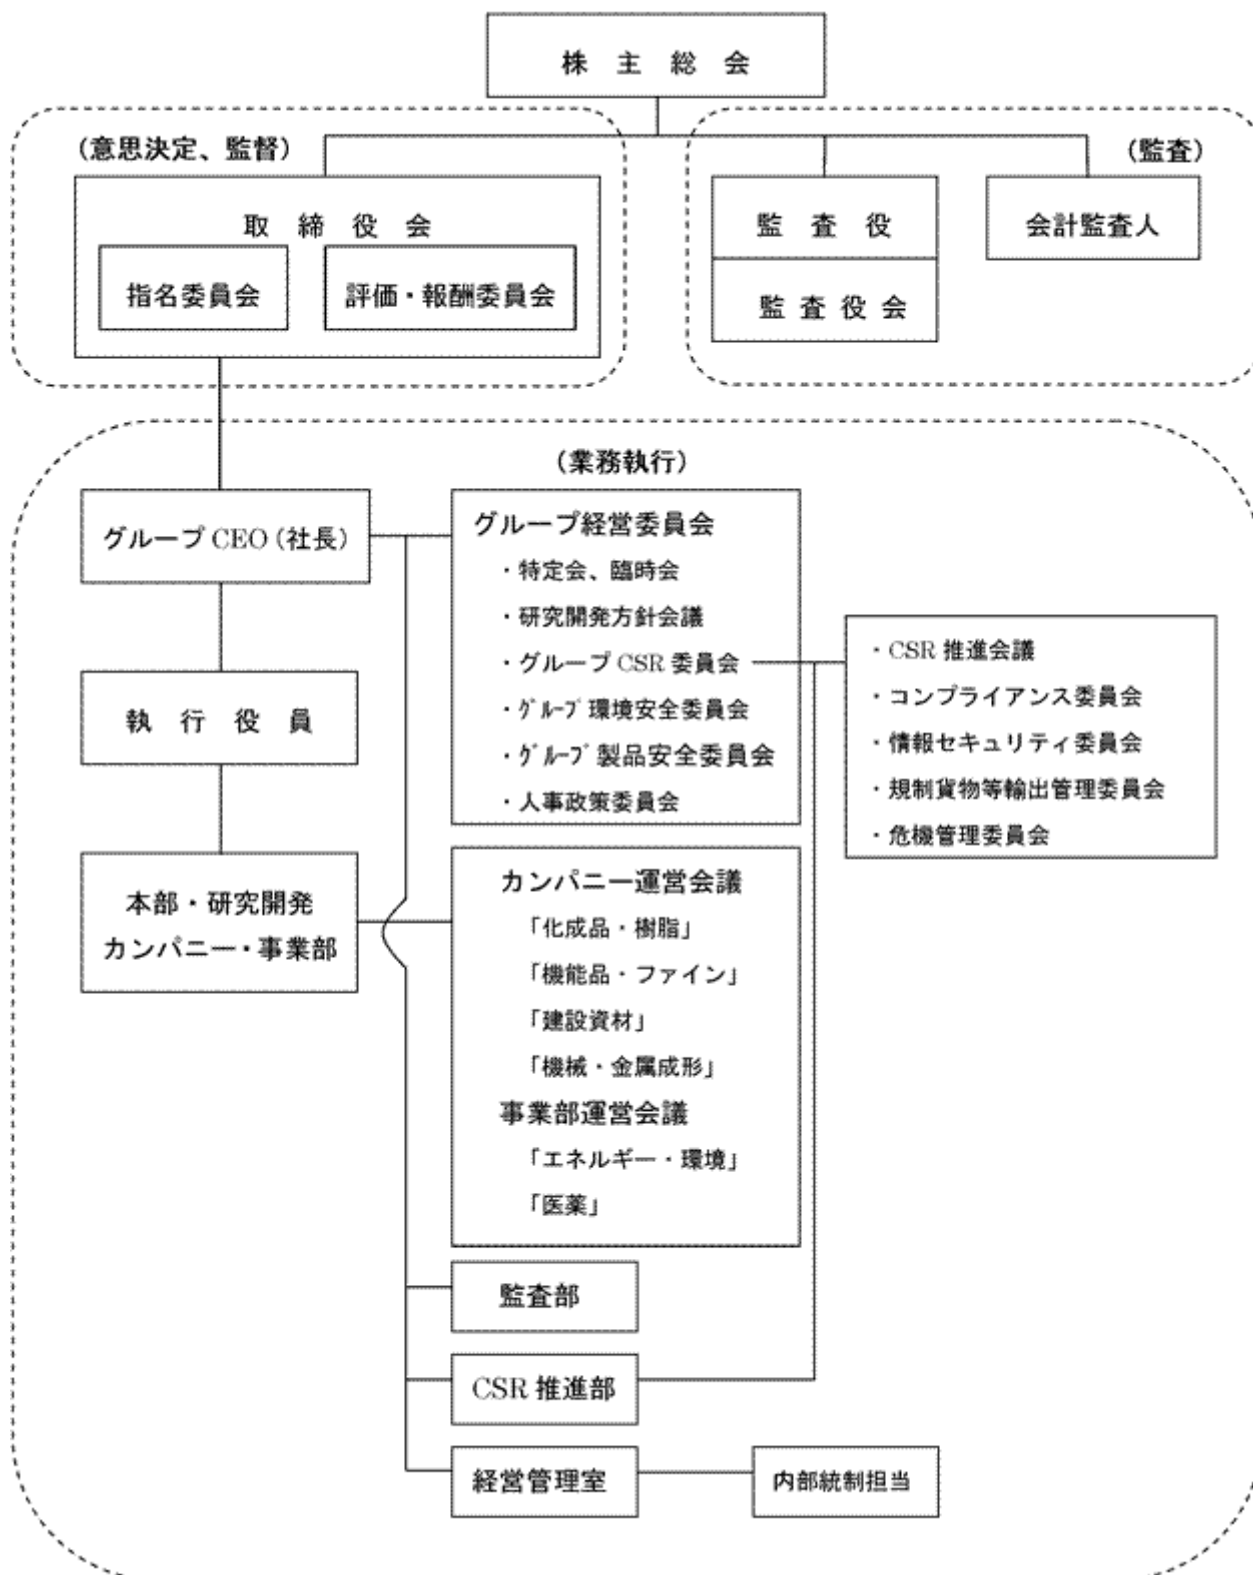 株主総会
（意思決定、監督）
（監査）
取締役会
指名委員会
評価・報酬委員会
監査役
監査役会
会計監査人
（業務執行）
グループ CEO（社長）
執行役員
本部・研究開発
カンパニー・事業部
グループ経営委員会
・特定会、臨時会
・研究開発方針会議
・グループ CSR 委員会
・ｸﾞﾙｰﾌﾟ環境安全委員会
・ｸﾞﾙｰﾌﾟ製品安全委員会
・人事政策委員会
・CSR 推進会議
・コンプライアンス委員会
・情報セキュリティ委員会
・規制貨物等輸出管理委員会
・危機管理委員会
カンパニー運営会議
「化成品・樹脂」
「機能品・ファイン」
「建設資材」
「機械・金属成形」
事業部運営会議
「エネルギー・環境」
「医薬」
監査部
CSR 推進部
経営管理室
内部統制担当